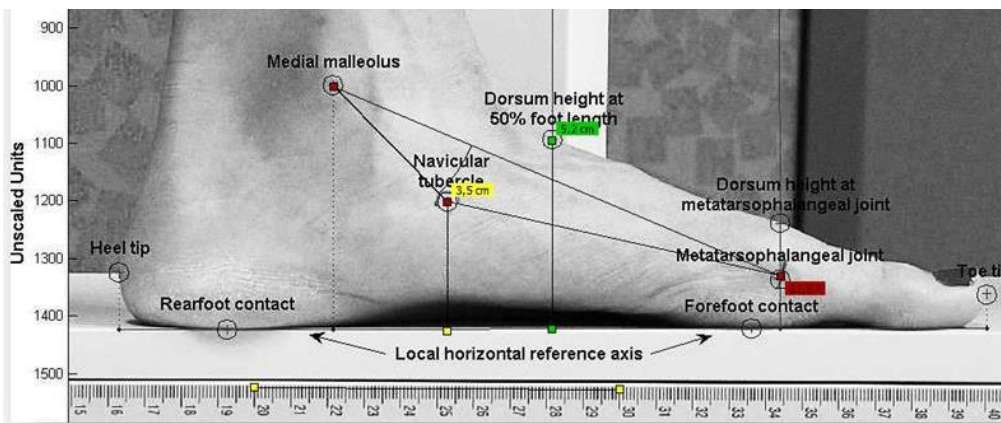 900
Medial malleolus
1000
Dorsum height at
50% foot length
5,2 cm
1100
Navicular
tubercle
3,5 cm
Dorsum height at
metatarsophalangeal joint
1200
Unscaled Units
Heel tip
Metatarsophalangeal joint
1300
Toe ti
Rearfoot contact
Forefoot contact
1400
Local horizontal reference axis
1500
15 16 17 18 19 20 21 22 23 24 25 26 27 28 29 30 31 32 33 34 35 36 37 38 39 40